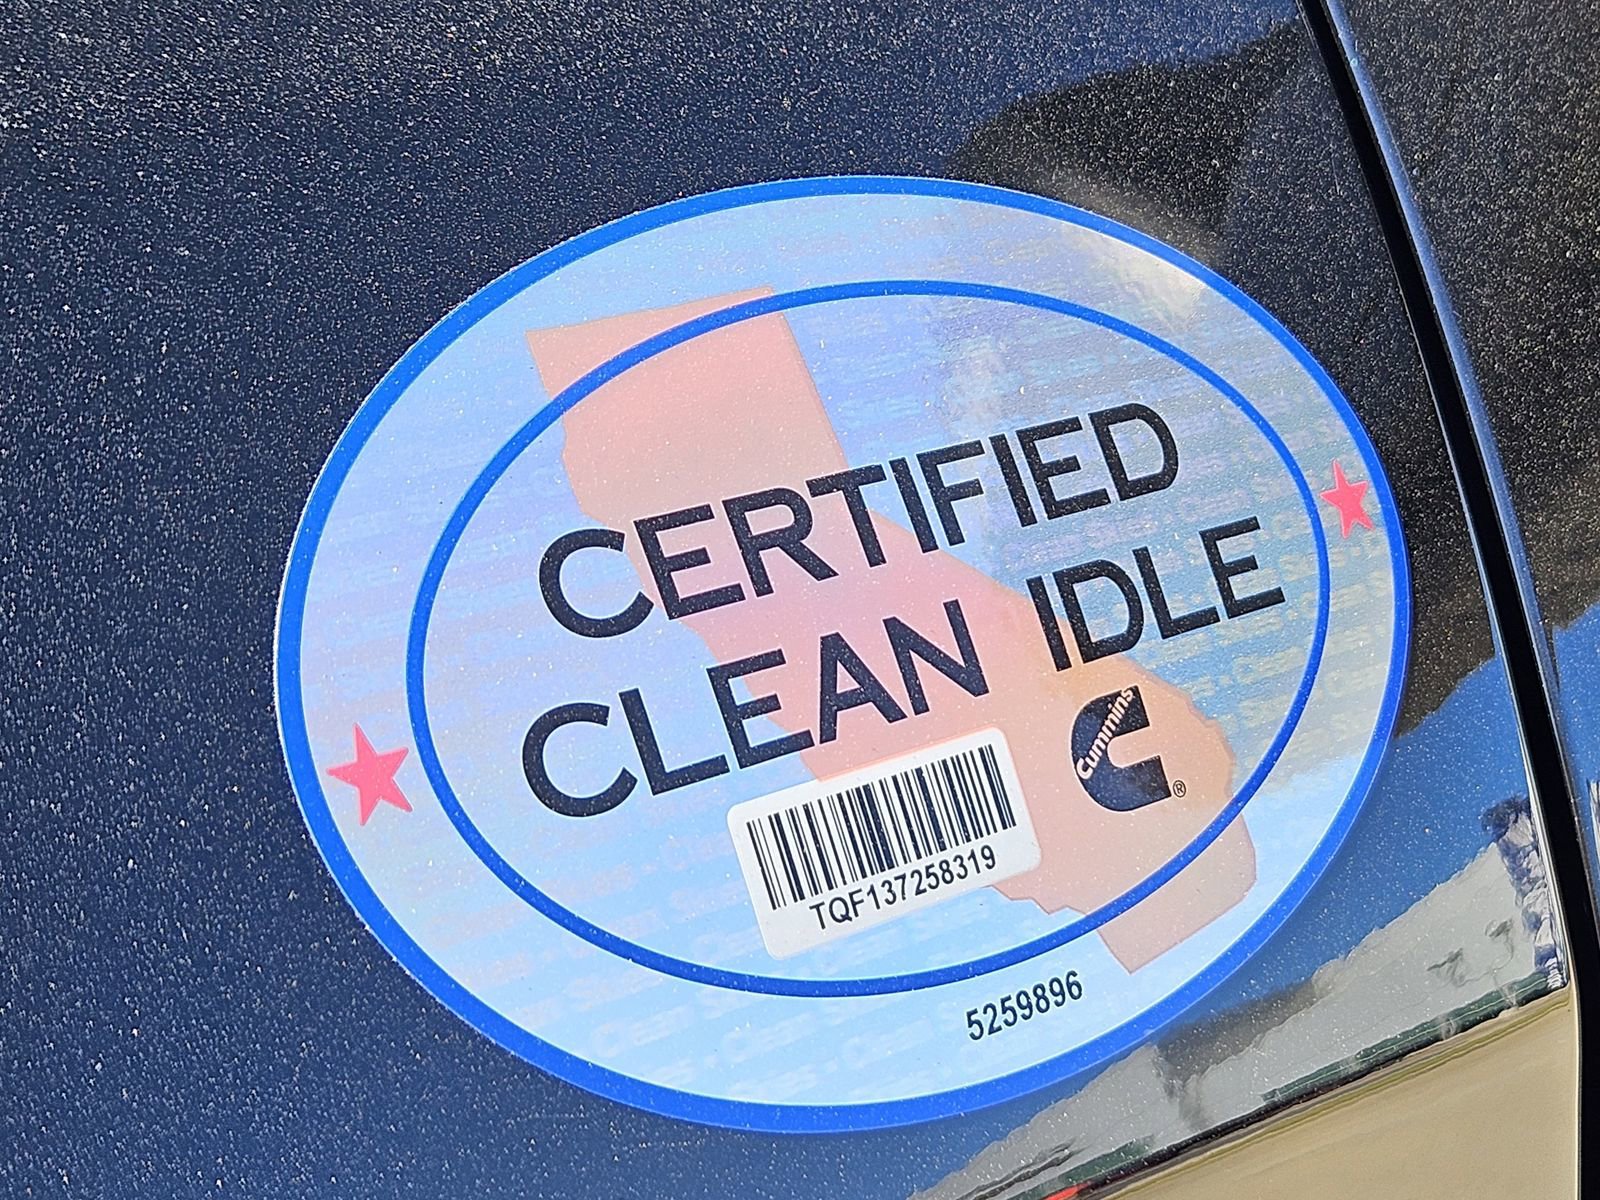 CERTIFIED
CLEAN IDLE
Cummins
®
TQF137258319
5259896